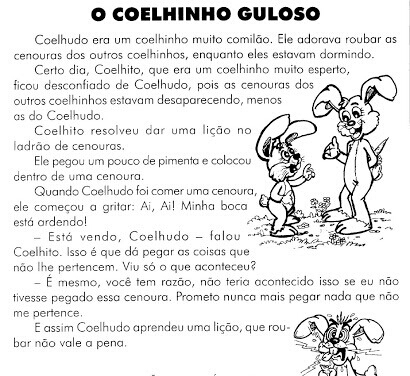 O COELHINHO GULOSO
Coelhudo era um coelhinho muito comilão. Ele adorava roubar as
cenouras dos outros coelhinhos, enquanto eles estavam dormindo.
Certo dia, Coelhito, que era um coelhinho muito esperto,
ficou desconfiado de Coelhudo, pois as cenouras dos
outros coelhinhos estavam desaparecendo, menos
as do Coelhudo.
Coelhito resolveu dar uma lição no
ladrão de cenouras.
Ele pegou um pouco de pimenta e colocou
dentro de uma cenoura.
Quando Coelhudo foi comer uma cenoura,
ele começou a gritar: Ai, Ai! Minha boca
está ardendo!
– Está vendo, Coelhudo – falou
Coelhito. Isso é que dá pegar as coisas que
não lhe pertencem. Viu só o que aconteceu?
– É mesmo, você tem razão, não teria acontecido isso se eu não
tivesse pegado essa cenoura. Prometo nunca mais pegar nada que não
me pertence.
E assim Coelhudo aprendeu uma lição, que rou-
bar não vale a pena.